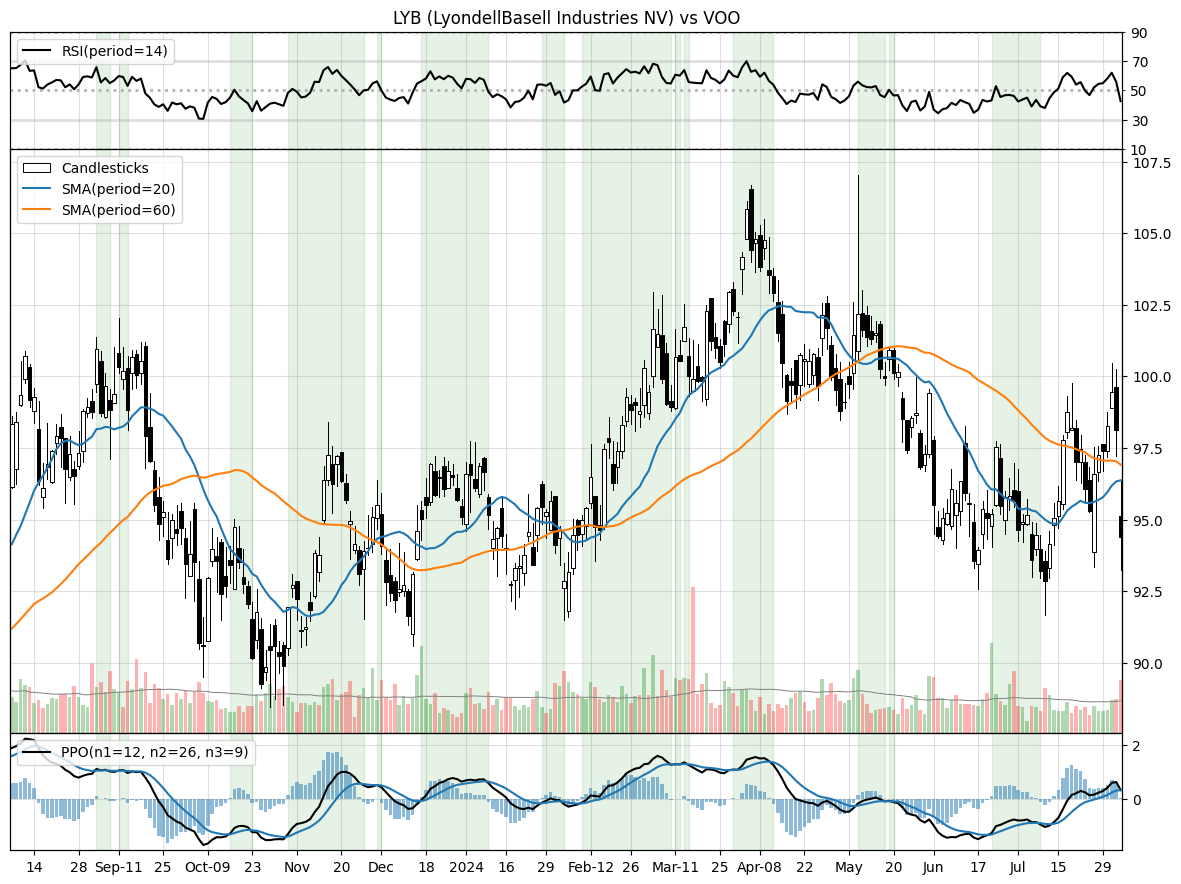 LYB (LyondellBasell Industries NV) vs VOO
RSI(period=14)
90
70
50
30
10
Candlesticks
SMA(period=20)
SMA(period=60)
107.5
105.0
102.5
100.0
97.5
95.0
92.5
90.0
PPO(n1=12, n2=26, n3=9)
2
0
14 28 Sep-11 25 Oct-09 23 Nov 20 Dec 18 2024 16 29 Feb-12 26 Mar-11 25 Apr-08 22 May 20 Jun 17 Jul 15 29